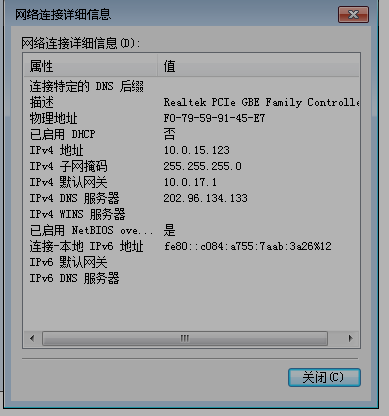 网络连接详细信息
网络连接详细信息(D):
属性 值
连接特定的 DNS 后缀
描述 Realtek PCIe GBE Family Controlle
物理地址 F0-79-59-91-45-E7
已启用 DHCP 否
IPv4 地址 10.0.15.123
IPv4 子网掩码 255.255.255.0
IPv4 默认网关 10.0.17.1
IPv4 DNS 服务器 202.96.134.133
IPv4 WINS 服务器
已启用 NetBIOS ove... 是
连接-本地 IPv6 地址 fe80::c084:a755:7aab:3a26%12
IPv6 默认网关
IPv6 DNS 服务器
关闭(C)